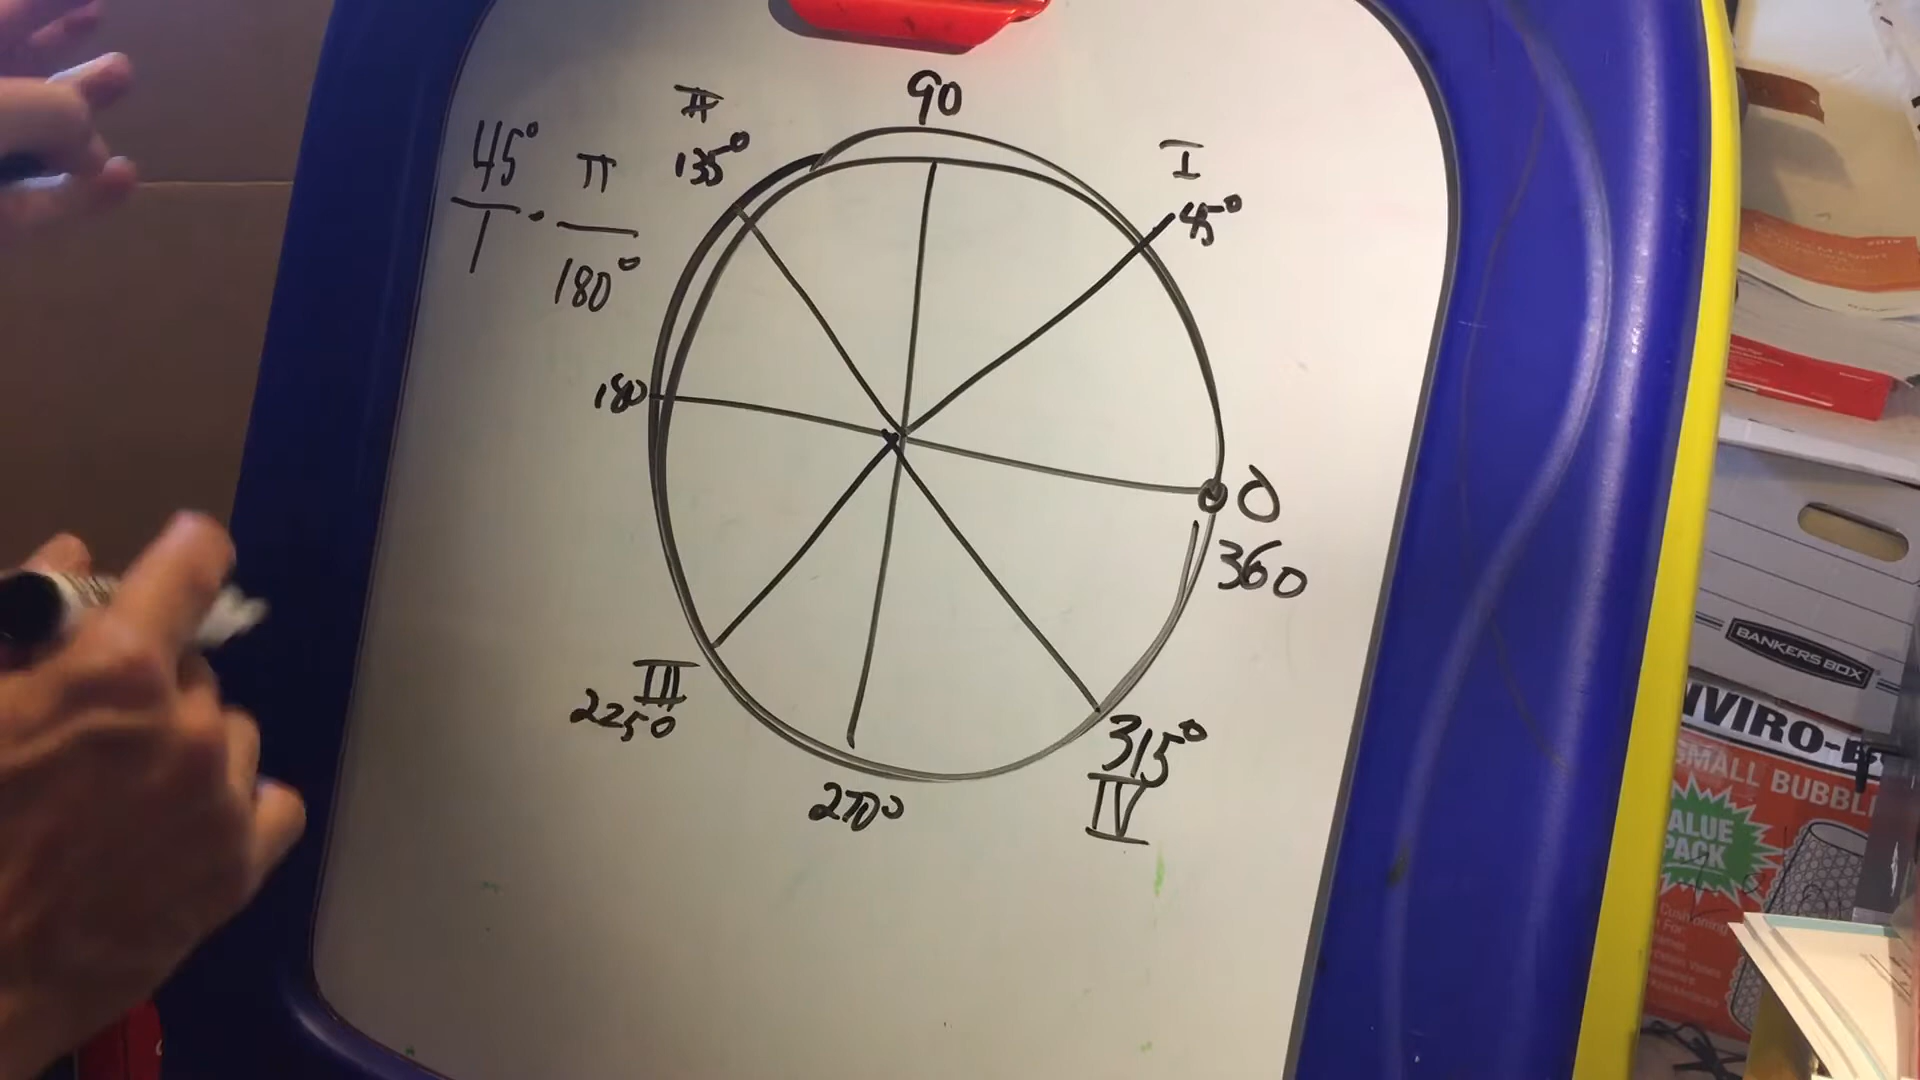 90
II
135°
I
45°
45°
1
·
π
180°
180
0
360
III
225°
270°
315°
IV
BANKERS BOX
SMALL BUBBL
ALUE
PACK